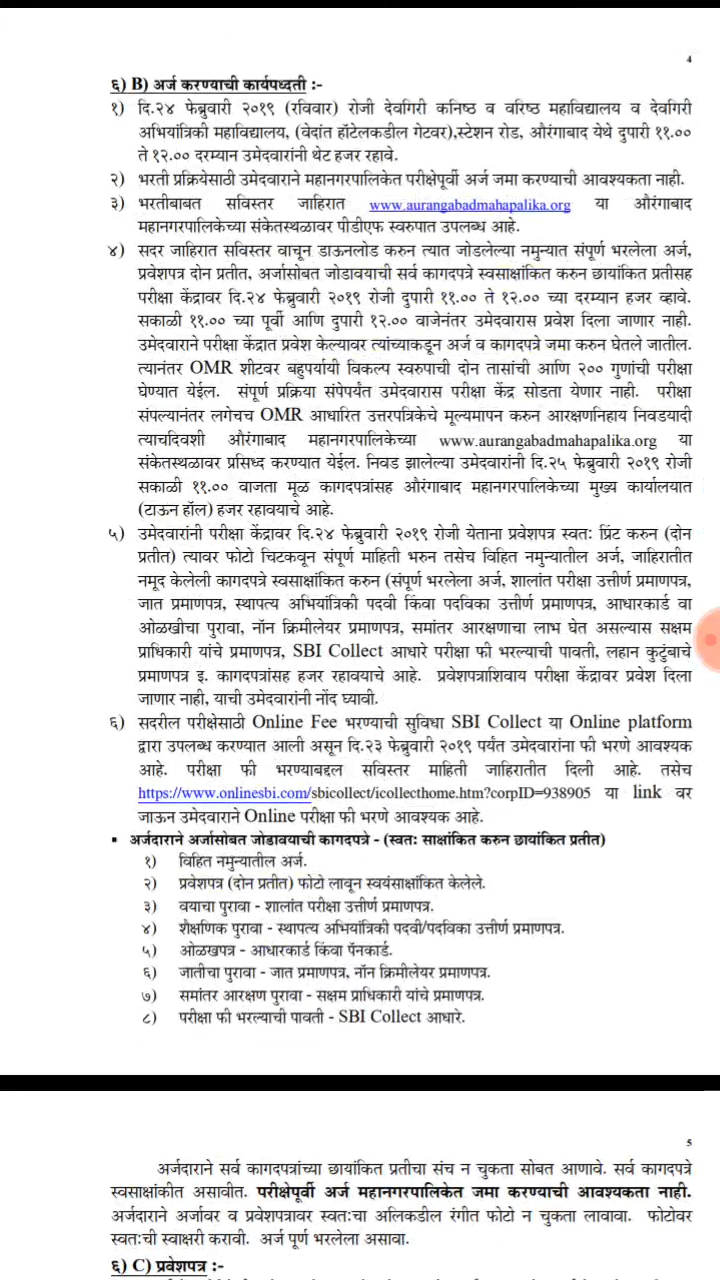 4
६) B) अर्ज करण्याची कार्यपध्दती :-
१) दि.२४ फेब्रुवारी २०१९ (रविवार) रोजी देवगिरी कनिष्ठ व वरिष्ठ महाविद्यालय व देवगिरी
अभियांत्रिकी महाविद्यालय, (वेदांत हॉटेलकडील गेटवर),स्टेशन रोड, औरंगाबाद येथे दुपारी ११.००
ते १२.०० दरम्यान उमेदवारांनी थेट हजर रहावे.
२) भरती प्रक्रियेसाठी उमेदवाराने महानगरपालिकेत परीक्षेपूर्वी अर्ज जमा करण्याची आवश्यकता नाही.
३) भरतीबाबत सविस्तर जाहिरात www.aurangabadmahapalika.org या औरंगाबाद
महानगरपालिकेच्या संकेतस्थळावर पीडीएफ स्वरुपात उपलब्ध आहे.
४) सदर जाहिरात सविस्तर वाचून डाऊनलोड करुन त्यात जोडलेल्या नमुन्यात संपूर्ण भरलेला अर्ज,
प्रवेशपत्र दोन प्रतीत, अर्जासोबत जोडावयाची सर्व कागदपत्रे स्वसाक्षांकित करुन छायांकित प्रतीसह
परीक्षा केंद्रावर दि.२४ फेब्रुवारी २०१९ रोजी दुपारी ११.०० ते १२.०० च्या दरम्यान हजर व्हावे.
सकाळी ११.०० च्या पूर्वी आणि दुपारी १२.०० वाजेनंतर उमेदवारास प्रवेश दिला जाणार नाही.
उमेदवाराने परीक्षा केंद्रात प्रवेश केल्यावर त्यांच्याकडून अर्ज व कागदपत्रे जमा करुन घेतले जातील.
त्यानंतर OMR शीटवर बहुपर्यायी विकल्प स्वरुपाची दोन तासांची आणि २०० गुणांची परीक्षा
घेण्यात येईल. संपूर्ण प्रक्रिया संपेपर्यंत उमेदवारास परीक्षा केंद्र सोडता येणार नाही. परीक्षा
संपल्यानंतर लगेचच OMR आधारित उत्तरपत्रिकेचे मूल्यमापन करुन आरक्षणनिहाय निवडयादी
त्याचदिवशी औरंगाबाद महानगरपालिकेच्या www.aurangabadmahapalika.org या
संकेतस्थळावर प्रसिध्द करण्यात येईल. निवड झालेल्या उमेदवारांनी दि.२५ फेब्रुवारी २०१९ रोजी
सकाळी ११.०० वाजता मूळ कागदपत्रांसह औरंगाबाद महानगरपालिकेच्या मुख्य कार्यालयात
(टाऊन हॉल) हजर रहावयाचे आहे.
५) उमेदवारांनी परीक्षा केंद्रावर दि.२४ फेब्रुवारी २०१९ रोजी येताना प्रवेशपत्र स्वतः प्रिंट करुन (दोन
प्रतीत) त्यावर फोटो चिटकवून संपूर्ण माहिती भरुन तसेच विहित नमुन्यातील अर्ज, जाहिरातीत
नमूद केलेली कागदपत्रे स्वसाक्षांकित करुन (संपूर्ण भरलेला अर्ज, शालांत परीक्षा उत्तीर्ण प्रमाणपत्र,
जात प्रमाणपत्र, स्थापत्य अभियांत्रिकी पदवी किंवा पदविका उत्तीर्ण प्रमाणपत्र, आधारकार्ड वा
ओळखीचा पुरावा, नॉन क्रिमीलेयर प्रमाणपत्र, समांतर आरक्षणाचा लाभ घेत असल्यास सक्षम
प्राधिकारी यांचे प्रमाणपत्र, SBI Collect आधारे परीक्षा फी भरल्याची पावती, लहान कुटुंबाचे
प्रमाणपत्र इ. कागदपत्रांसह हजर रहावयाचे आहे. प्रवेशपत्राशिवाय परीक्षा केंद्रावर प्रवेश दिला
जाणार नाही, याची उमेदवारांनी नोंद घ्यावी.
६) सदरील परीक्षेसाठी Online Fee भरण्याची सुविधा SBI Collect या Online platform
द्वारा उपलब्ध करण्यात आली असून दि.२३ फेब्रुवारी २०१९ पर्यंत उमेदवारांना फी भरणे आवश्यक
आहे. परीक्षा फी भरण्याबद्दल सविस्तर माहिती जाहिरातीत दिली आहे. तसेच
https://www.onlinesbi.com/sbicollect/icollecthome.htm?corpID=938905 या link वर
जाऊन उमेदवाराने Online परीक्षा फी भरणे आवश्यक आहे.
▪ अर्जदाराने अर्जासोबत जोडावयाची कागदपत्रे - (स्वतः साक्षांकित करुन छायांकित प्रतीत)
१) विहित नमुन्यातील अर्ज.
२) प्रवेशपत्र (दोन प्रतीत) फोटो लावून स्वयंसाक्षांकित केलेले.
३) वयाचा पुरावा - शालांत परीक्षा उत्तीर्ण प्रमाणपत्र.
४) शैक्षणिक पुरावा - स्थापत्य अभियांत्रिकी पदवी/पदविका उत्तीर्ण प्रमाणपत्र.
५) ओळखपत्र - आधारकार्ड किंवा पॅनकार्ड.
६) जातीचा पुरावा - जात प्रमाणपत्र, नॉन क्रिमीलेयर प्रमाणपत्र.
७) समांतर आरक्षण पुरावा - सक्षम प्राधिकारी यांचे प्रमाणपत्र.
८) परीक्षा फी भरल्याची पावती - SBI Collect आधारे.
5
अर्जदाराने सर्व कागदपत्रांच्या छायांकित प्रतीचा संच न चुकता सोबत आणावे. सर्व कागदपत्रे
स्वसाक्षांकीत असावीत. परीक्षेपूर्वी अर्ज महानगरपालिकेत जमा करण्याची आवश्यकता नाही.
अर्जदाराने अर्जावर व प्रवेशपत्रावर स्वतःचा अलिकडील रंगीत फोटो न चुकता लावावा. फोटोवर
स्वतःची स्वाक्षरी करावी. अर्ज पूर्ण भरलेला असावा.
६) C) प्रवेशपत्र :-